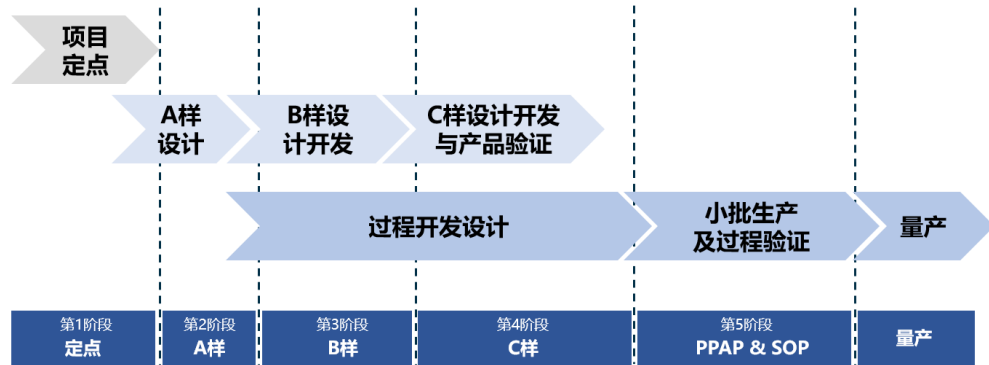 项目
定点
A样
设计
B样设
计开发
C样设计开发
与产品验证
过程开发设计
小批生产
及过程验证
量产
第1阶段
定点
第2阶段
A样
第3阶段
B样
第4阶段
C样
第5阶段
PPAP & SOP
量产